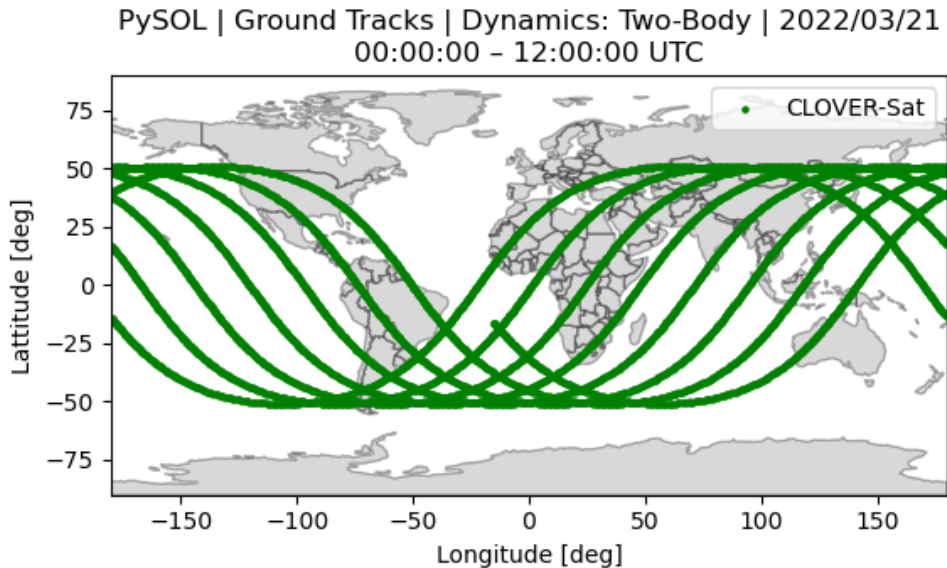 PySOL | Ground Tracks | Dynamics: Two-Body | 2022/03/21
00:00:00 – 12:00:00 UTC
CLOVER-Sat
75
50
25
0
−25
−50
−75
Lattitude [deg]
−150
−100
−50
0
50
100
150
Longitude [deg]